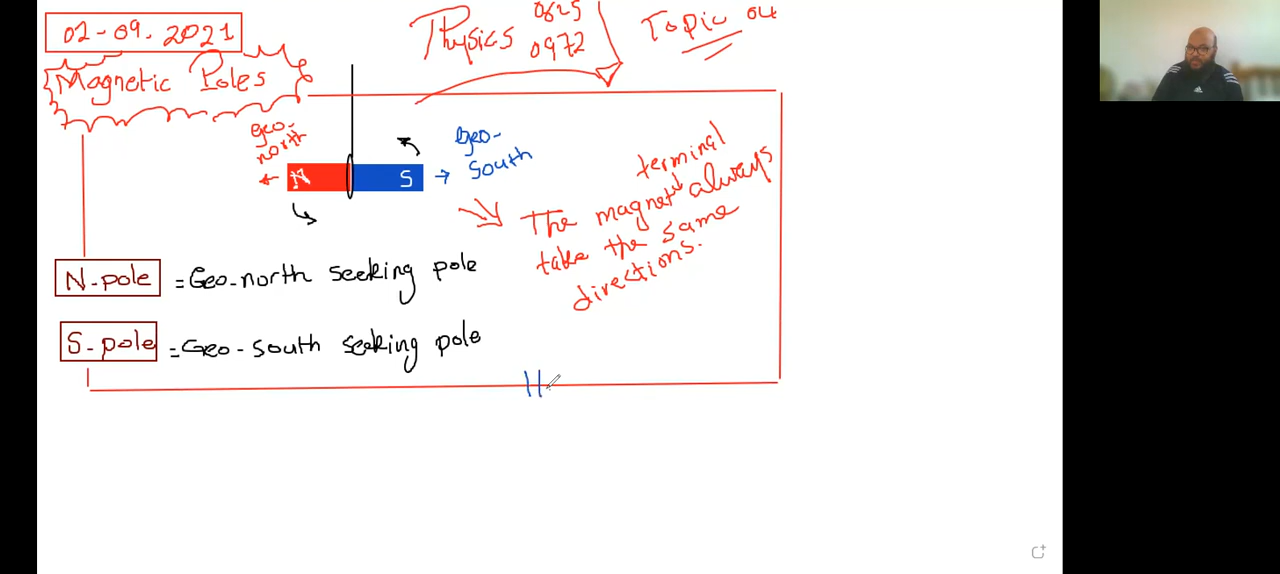 02-09.2021
Physics 0625
0972
Topic 04
Magnetic Poles
geo-
north
geo-
south
N
S
terminal
The magnet always
take the same
directions.
N-pole = Geo-north seeking pole
S-pole = Geo-south seeking pole